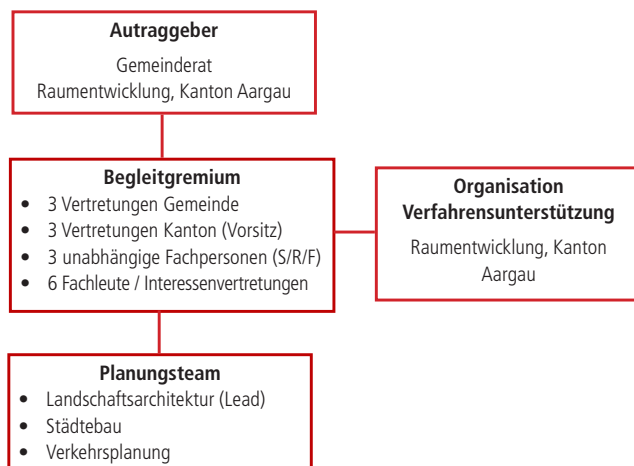 Autraggeber
Gemeinderat
Raumentwicklung, Kanton Aargau
Begleitgremium
• 3 Vertretungen Gemeinde
• 3 Vertretungen Kanton (Vorsitz)
• 3 unabhängige Fachpersonen (S/R/F)
• 6 Fachleute / Interessenvertretungen
Organisation
Verfahrensunterstützung
Raumentwicklung, Kanton
Aargau
Planungsteam
• Landschaftsarchitektur (Lead)
• Städtebau
• Verkehrsplanung